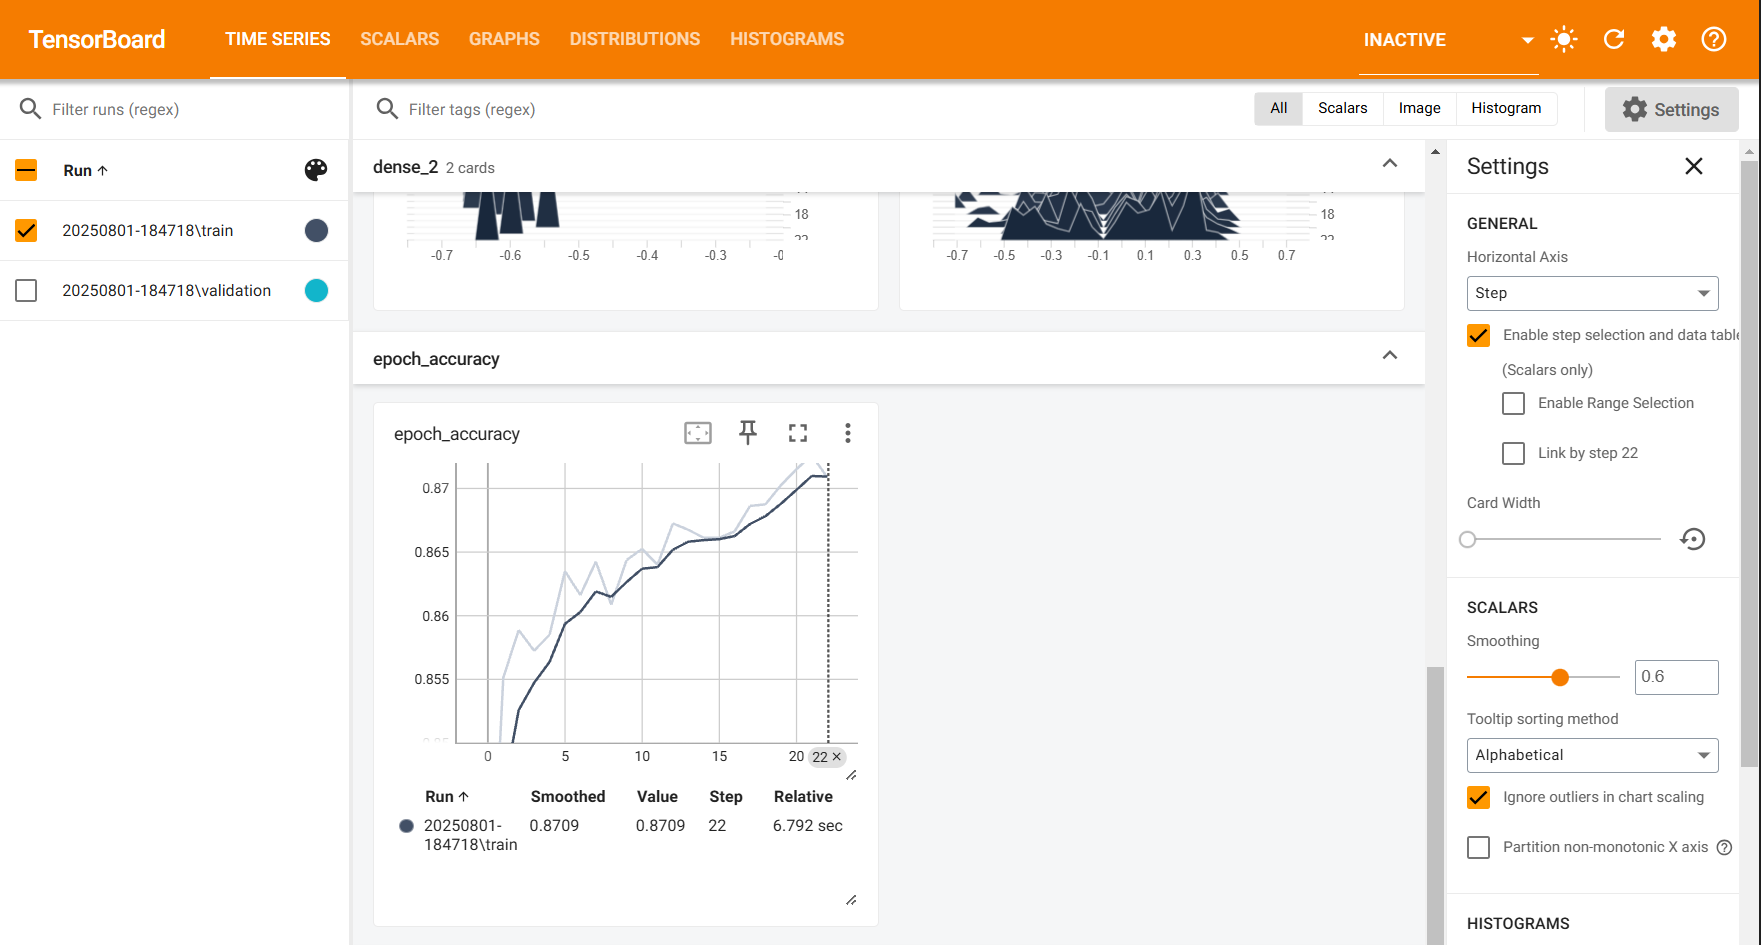 TensorBoard
TIME SERIES
SCALARS
GRAPHS
DISTRIBUTIONS
HISTOGRAMS
INACTIVE
Filter runs (regex)
Filter tags (regex)
All
Scalars
Image
Histogram
Settings
Run
20250801-184718\train
20250801-184718\validation
dense_2 2 cards
18
-0.7 -0.6 -0.5 -0.4 -0.3
18
-0.7 -0.5 -0.3 -0.1 0.1 0.3 0.5 0.7
epoch_accuracy
epoch_accuracy
0.87
0.865
0.86
0.855
0 5 10 15 20 22
Run Smoothed Value Step Relative
20250801- 0.8709 0.8709 22 6.792 sec
184718\train
Settings
GENERAL
Horizontal Axis
Step
Enable step selection and data
(Scalars only)
Enable Range Selection
Link by step 22
Card Width
SCALARS
Smoothing
0.6
Tooltip sorting method
Alphabetical
Ignore outliers in chart scaling
Partition non-monotonic X axis
HISTOGRAMS